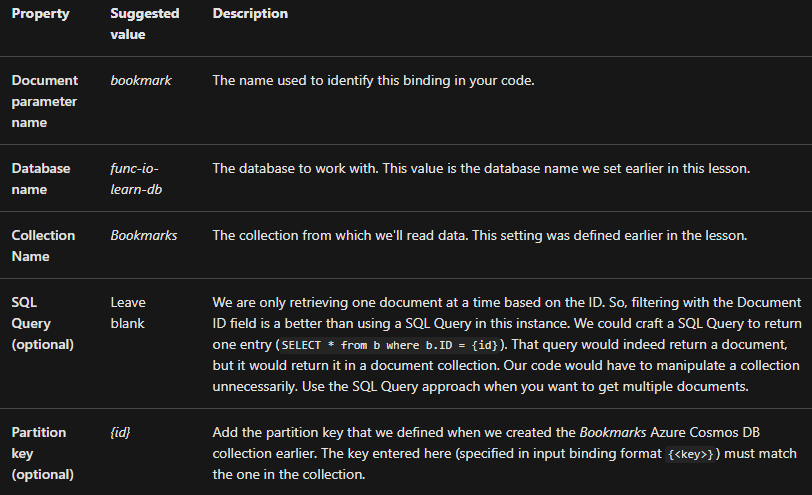 Property Suggested value Description
Document parameter name bookmark The name used to identify this binding in your code.
Database name func-io-learn-db The database to work with. This value is the database name we set earlier in this lesson.
Collection Name Bookmarks The collection from which we'll read data. This setting was defined earlier in the lesson.
SQL Query (optional) Leave blank We are only retrieving one document at a time based on the ID. So, filtering with the Document
ID field is a better than using a SQL Query in this instance. We could craft a SQL Query to return
one entry (SELECT * from b where b.ID = {id}). That query would indeed return a document,
but it would return it in a document collection. Our code would have to manipulate a collection
unnecessarily. Use the SQL Query approach when you want to get multiple documents.
Partition key (optional) {id} Add the partition key that we defined when we created the Bookmarks Azure Cosmos DB
collection earlier. The key entered here (specified in input binding format {<key>}) must match
the one in the collection.